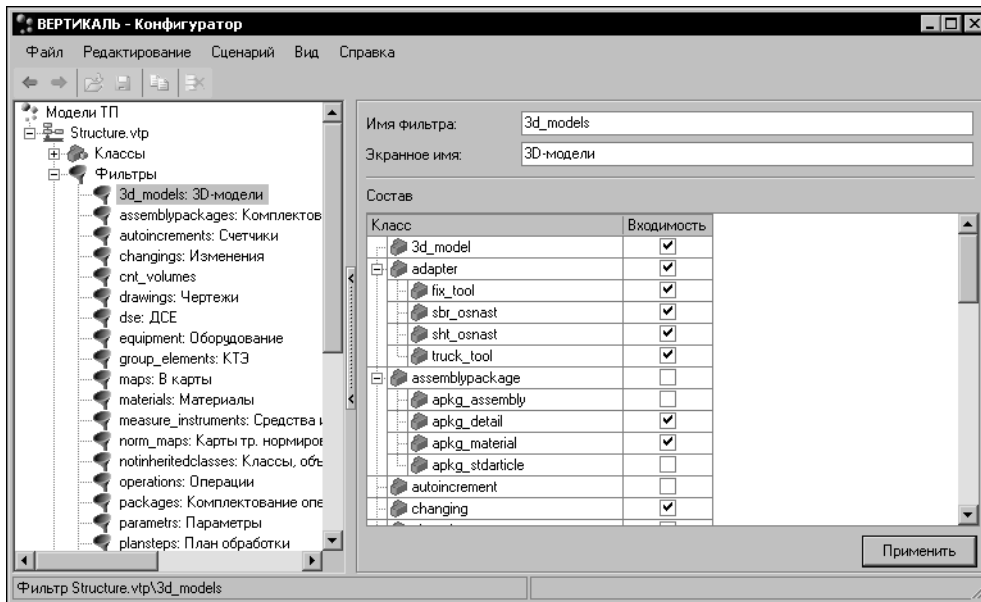 ВЕРТИКАЛЬ - Конфигуратор
Файл Редактирование Сценарий Вид Справка
Модели ТП
Structure.vtp
Классы
Фильтры
3d_models: 3D-модели
assemblypackages: Комплектов
autoincrements: Счетчики
changings: Изменения
cnt_volumes
drawings: Чертежи
dse: ДСЕ
equipment: Оборудование
group_elements: КТЭ
maps: В карты
materials: Материалы
measure_instruments: Средства и
norm_maps: Карты тр. нормиров
notinheritedclasses: Классы, объ
operations: Операции
packages: Комплектование опе
parametrs: Параметры
plansteps: План обработки
Имя фильтра: 3d_models
Экранное имя: 3D-модели
Состав
Класс Входимость
3d_model
adapter
fix_tool
sbr_osnast
sht_osnast
truck_tool
assemblypackage
apkg_assembly
apkg_detail
apkg_material
apkg_stdarticle
autoincrement
changing
Применить
Фильтр Structure.vtp\3d_models